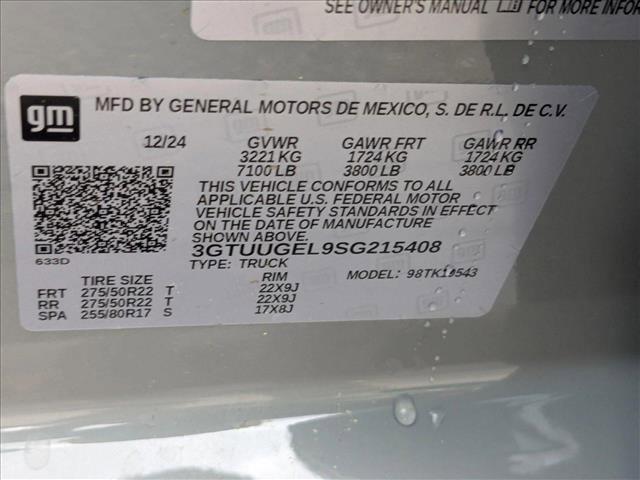 SEE OWNER'S MANUAL FOR MORE INFOR
gm
MFD BY GENERAL MOTORS DE MEXICO, S. DE R.L. DE C.V.
12/24 GVWR GAWR FRT GAWR RR
3221 KG 1724 KG 1724 KG
7100 LB 3800 LB 3800 LB
THIS VEHICLE CONFORMS TO ALL
APPLICABLE U.S. FEDERAL MOTOR
VEHICLE SAFETY STANDARDS IN EFFECT
ON THE DATE OF MANUFACTURE
SHOWN ABOVE.
633D
3GTUUGEL9SG215408
TYPE: TRUCK
TIRE SIZE RIM MODEL: 98TK10543
FRT 275/50R22 T 22X9J
RR 275/50R22 T 22X9J
SPA 255/80R17 S 17X8J